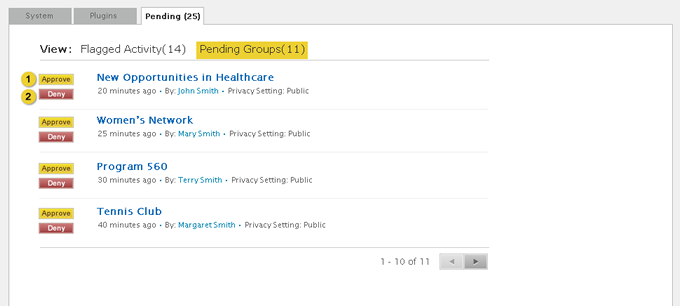 System Plugins Pending (25)
View: Flagged Activity(14) Pending Groups(11)
1 Approve New Opportunities in Healthcare
2 Deny 20 minutes ago • By: John Smith • Privacy Setting: Public
Approve Women's Network
Deny 25 minutes ago • By: Mary Smith • Privacy Setting: Public
Approve Program 560
Deny 30 minutes ago • By: Terry Smith • Privacy Setting: Public
Approve Tennis Club
Deny 40 minutes ago • By: Margaret Smith • Privacy Setting: Public
1 - 10 of 11